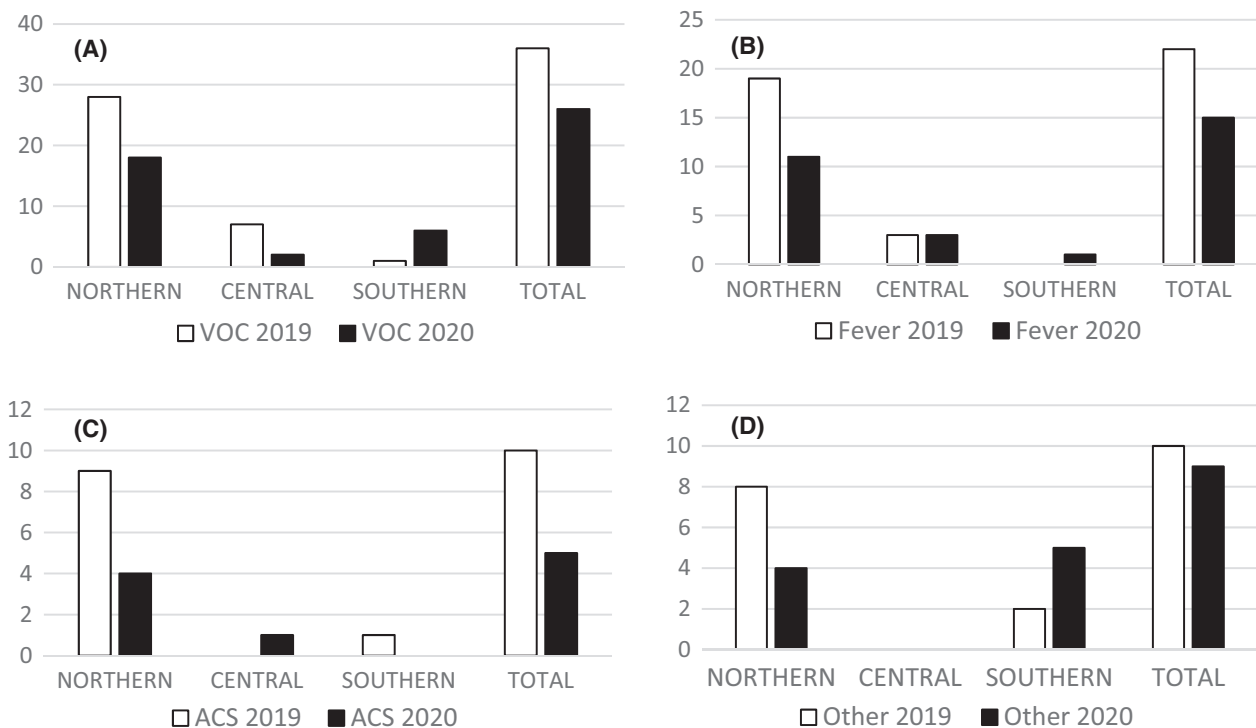 (A)
40
30
20
10
0
NORTHERN CENTRAL SOUTHERN TOTAL
VOC 2019 VOC 2020
(B)
25
20
15
10
5
0
NORTHERN CENTRAL SOUTHERN TOTAL
Fever 2019 Fever 2020
(C)
12
10
8
6
4
2
0
NORTHERN CENTRAL SOUTHERN TOTAL
ACS 2019 ACS 2020
(D)
12
10
8
6
4
2
0
NORTHERN CENTRAL SOUTHERN TOTAL
Other 2019 Other 2020